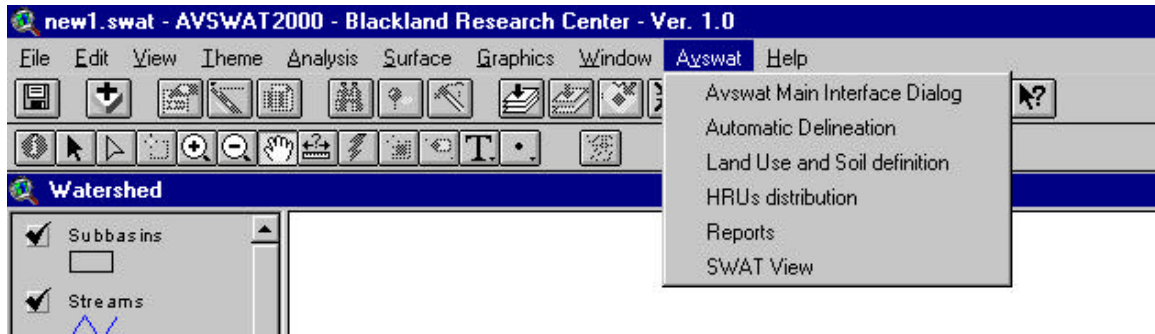 new1.swat - AVSWAT2000 - Blackland Research Center - Ver. 1.0
File Edit View Theme Analysis Surface Graphics Window Avswat Help
Avswat Main Interface Dialog
Automatic Delineation
Land Use and Soil definition
HRUs distribution
Reports
SWAT View
T.
Watershed
Subbasins
Streams